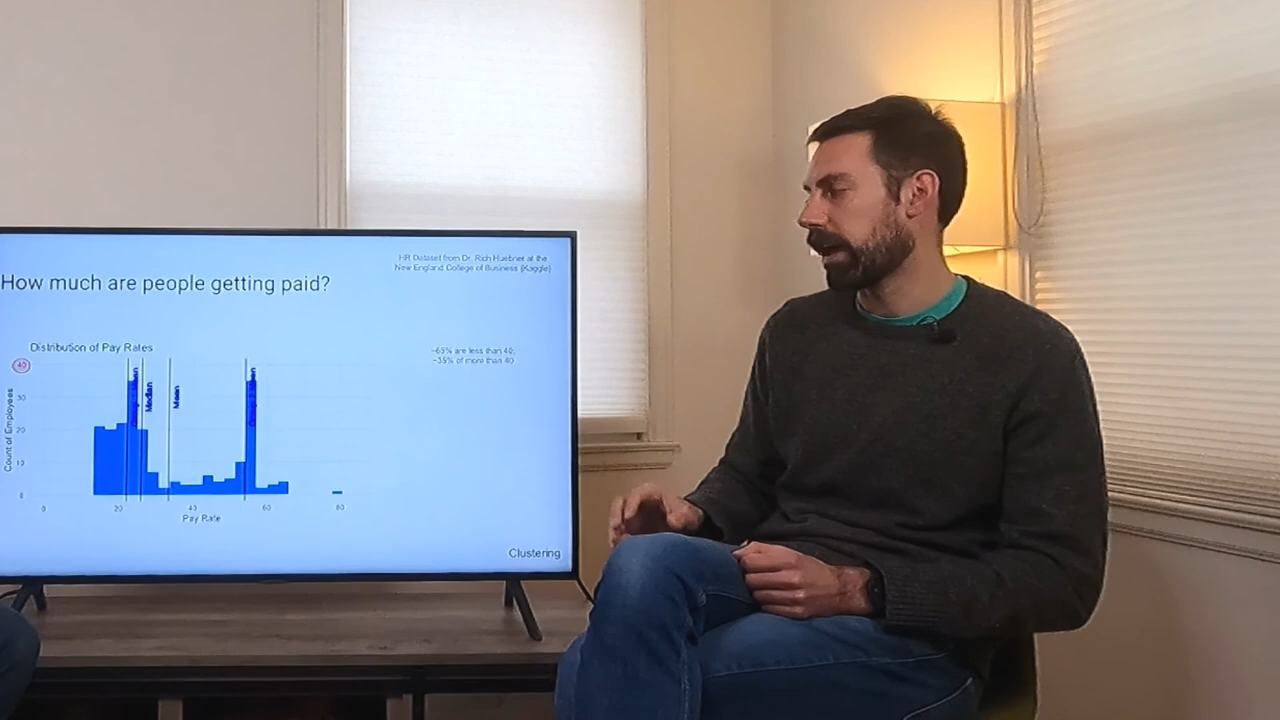 HR Dataset from Dr. Rich Huebner at the
New England College of Business (Kaggle)
How much are people getting paid?
Distribution of Pay Rates
~65% are less than 40;
~35% of more than 40
40
30
20
10
0
Count of Employees
Median
Mean
0 20 40 60 80
Pay Rate
Clustering